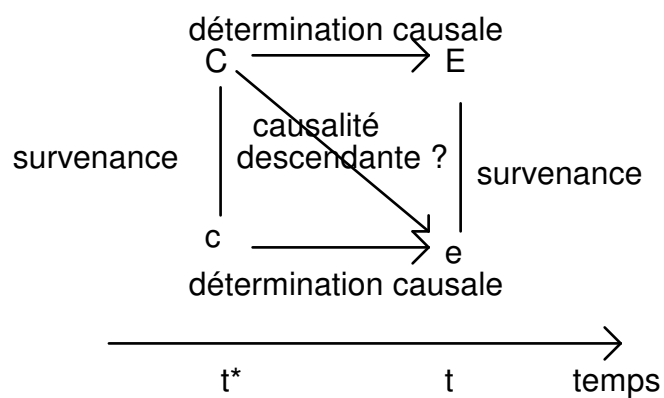 détermination causale
C E
causalité
survenance descendante ? survenance
c e
détermination causale
t* t temps